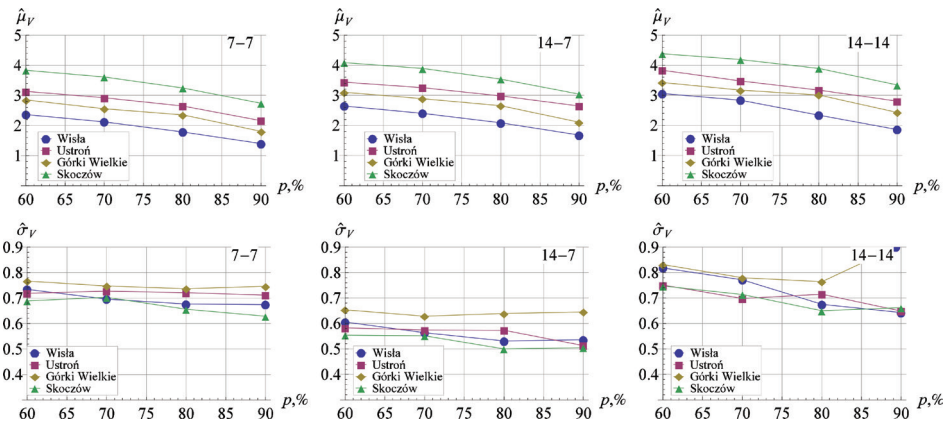 μ̂V μ̂V μ̂V
5 7–7 5 14–7 5 14–14
4 4 4
3 3 3
2 2 2
Wisła Wisła Wisła
Ustroń Ustroń Ustroń
1 Górki Wielkie 1 Górki Wielkie 1 Górki Wielkie
Skoczów Skoczów Skoczów
60 65 70 75 80 85 90 p,% 60 65 70 75 80 85 90 p,% 60 65 70 75 80 85 90 p,%
σ̂V σ̂V σ̂V
0.9 7–7 0.9 14–7 0.9 14–14
0.8 0.8 0.8
0.7 0.7 0.7
0.6 0.6 0.6
0.5 0.5 0.5
Wisła Wisła Wisła
Ustroń Ustroń Ustroń
0.4 Górki Wielkie 0.4 Górki Wielkie 0.4 Górki Wielkie
Skoczów Skoczów Skoczów
60 65 70 75 80 85 90 p,% 60 65 70 75 80 85 90 p,% 60 65 70 75 80 85 90 p,%